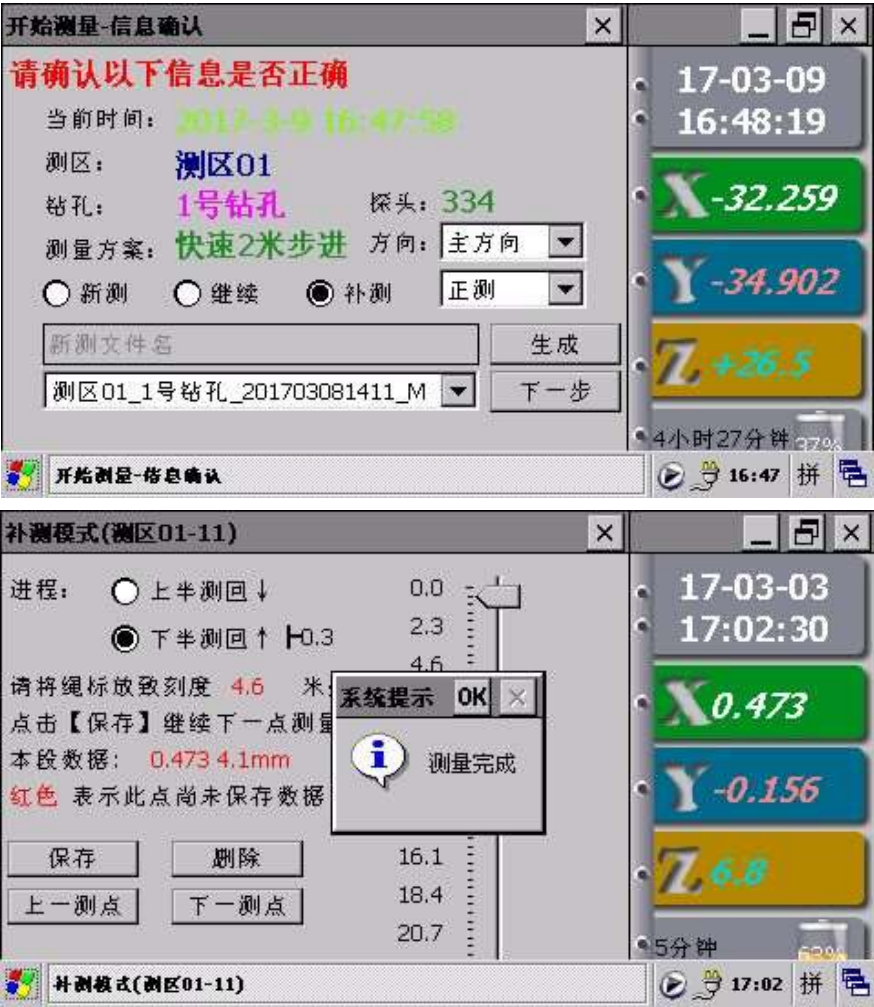 开始测量-信息确认
请确认以下信息是否正确
当前时间: 2017-3-9 16:47:58
测区: 测区01
钻孔: 1号钻孔 探头: 334
测量方案: 快速2米步进 方向: 主方向
新测 继续 补测 正测
新测文件名 生成
测区01_1号钻孔_201703081411_M 下一步
17-03-09
16:48:19
X -32.259
Y -34.902
Z +26.5
4小时27分钟 37%
开始测量-信息确认 16:47 拼
补测模式(测区01-11)
进程: 上半测回↓ 0.0
下半测回↑ 0.3 2.3
4.6
请将绳标放致刻度 4.6 米
点击【保存】继续下一点测量
本段数据: 0.473 4.1mm
红色 表示此点尚未保存数据
系统提示 OK
测量完成
保存 删除 16.1
上一测点 下一测点 18.4
20.7
17-03-03
17:02:30
X 0.473
Y -0.156
Z 6.8
5分钟 63%
补测模式(测区01-11) 17:02 拼